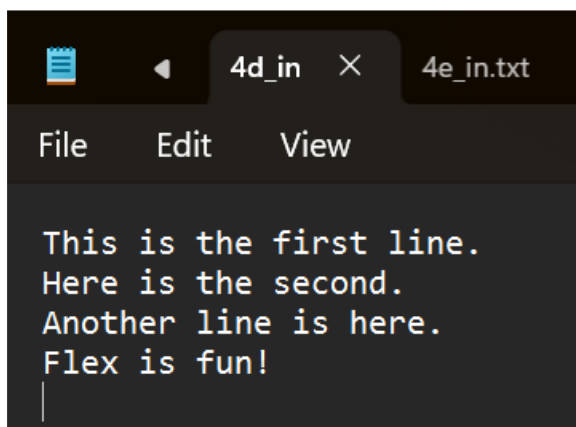 4d_in 4e_in.txt
File Edit View
This is the first line.
Here is the second.
Another line is here.
Flex is fun!